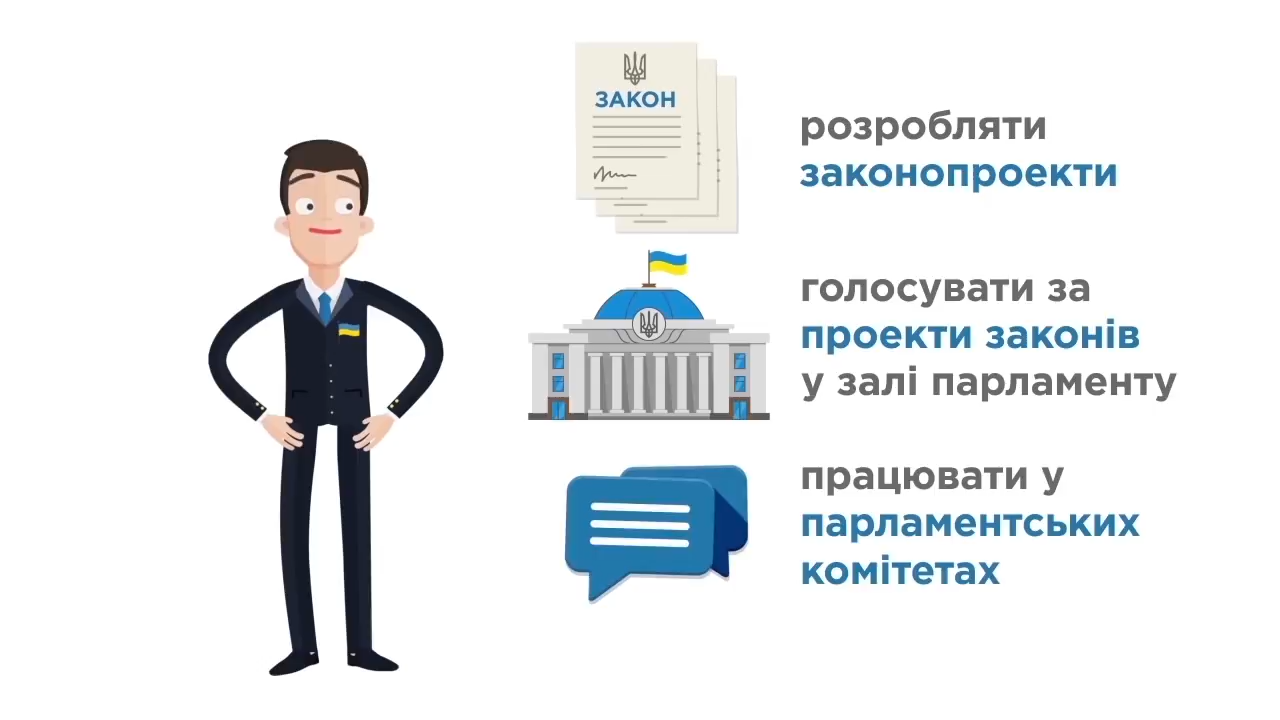 ЗАКОН
розробляти
законопроекти
голосувати за
проекти законів
у залі парламенту
працювати у
парламентських
комітетах